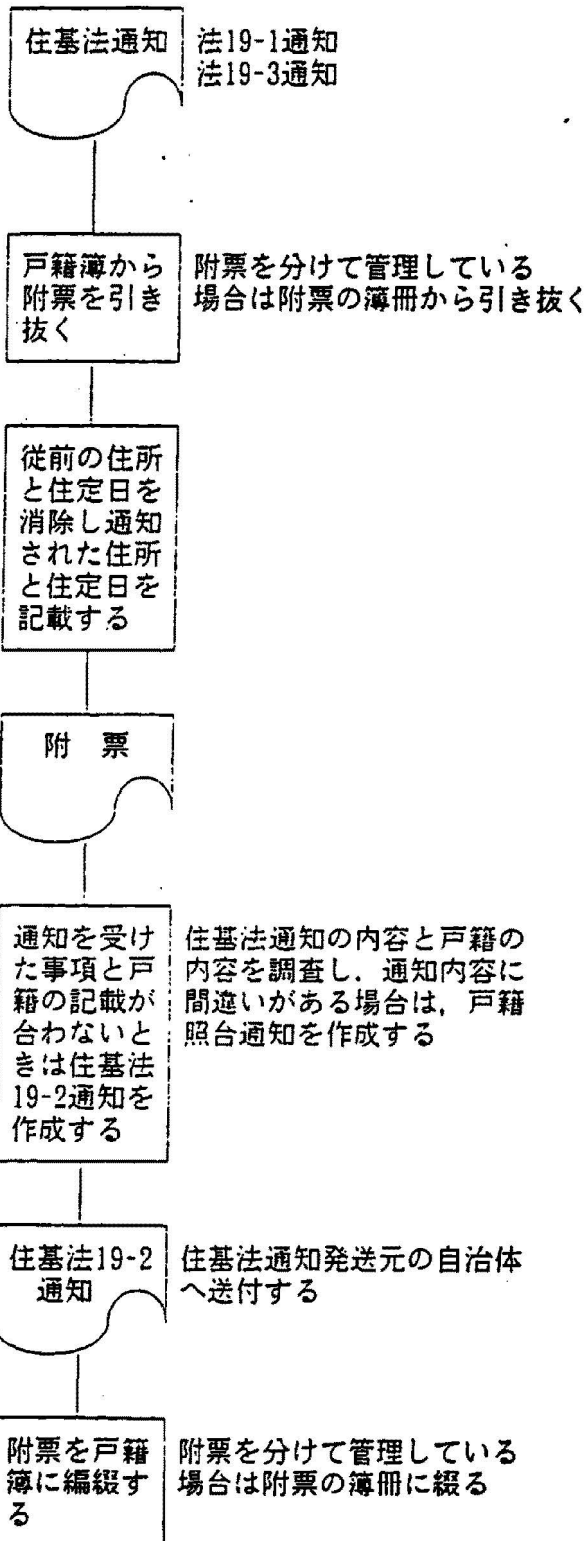 住基法通知
法19-1通知
法19-3通知
戸籍簿から
附票を引き
抜く
附票を分けて管理している
場合は附票の簿冊から引き抜く
従前の住所
と住定日を
消除し通知
された住所
と住定日を
記載する
附 票
通知を受け
た事項と戸
籍の記載が
合わないと
きは住基法
19-2通知を
作成する
住基法通知の内容と戸籍の
内容を調査し，通知内容に
間違いがある場合は，戸籍
照台通知を作成する
住基法19-2
通知
住基法通知発送元の自治体
へ送付する
附票を戸籍
簿に編綴す
る
附票を分けて管理している
場合は附票の簿冊に綴る